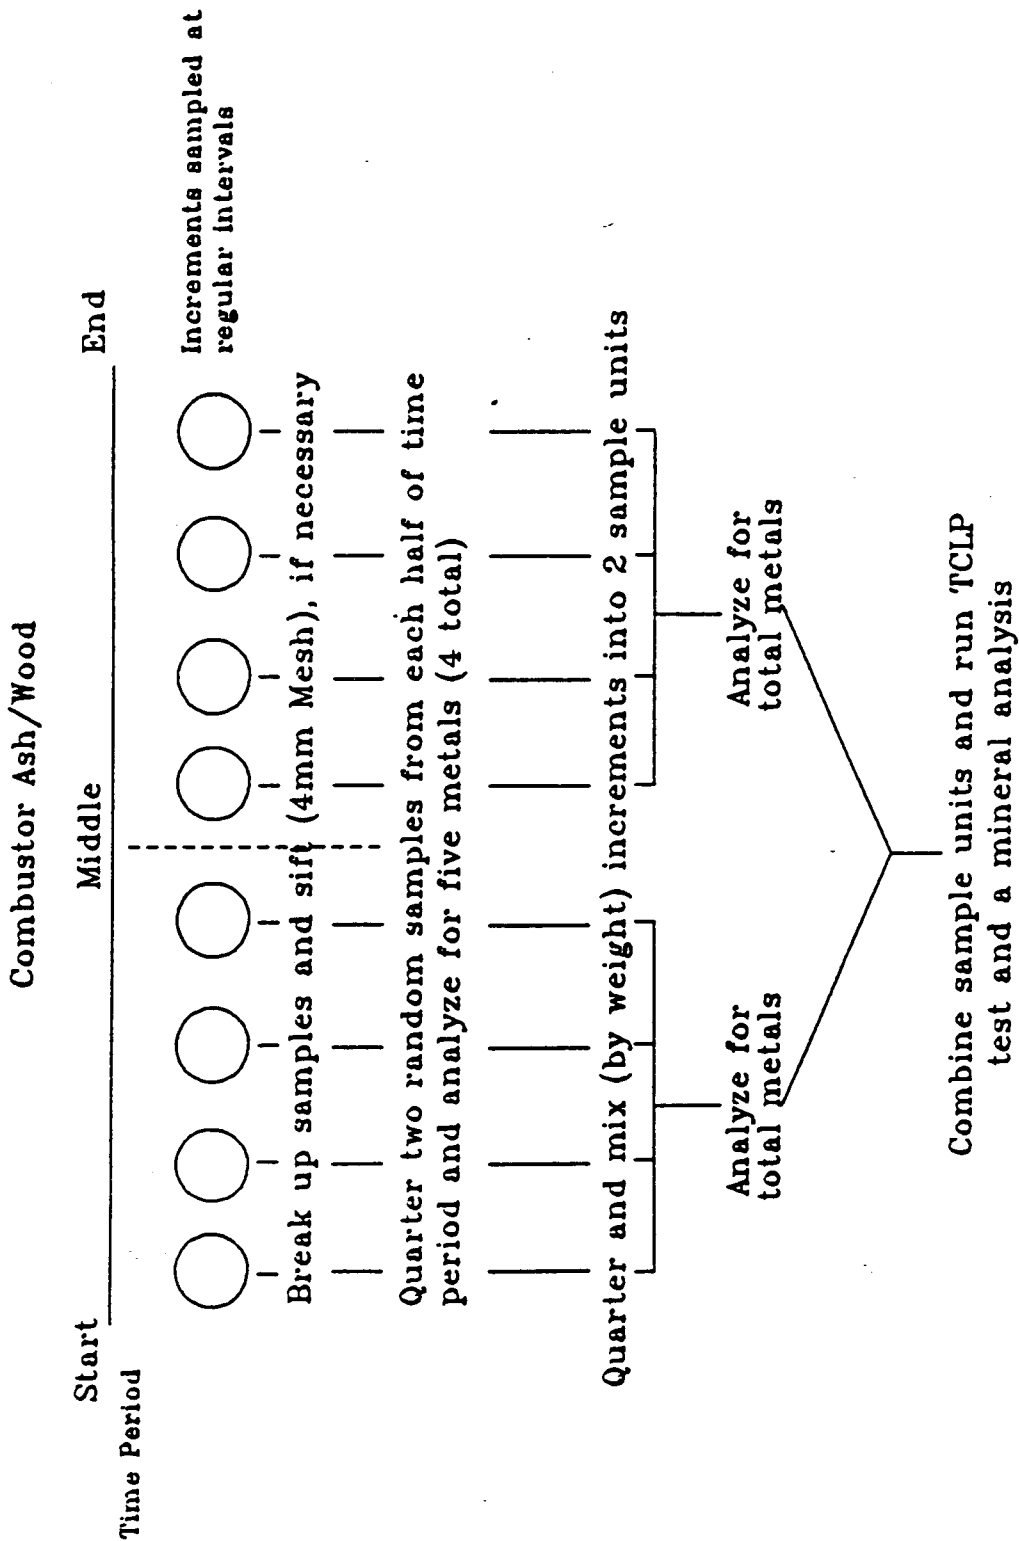 Combustor Ash/Wood
Start
Middle
End
Time Period
Increments sampled at
regular intervals
Break up samples and sift (4mm Mesh), if necessary
Quarter two random samples from each half of time
period and analyze for five metals (4 total)
Quarter and mix (by weight) increments into 2 sample units
Analyze for
total metals
Analyze for
total metals
Combine sample units and run TCLP
test and a mineral analysis